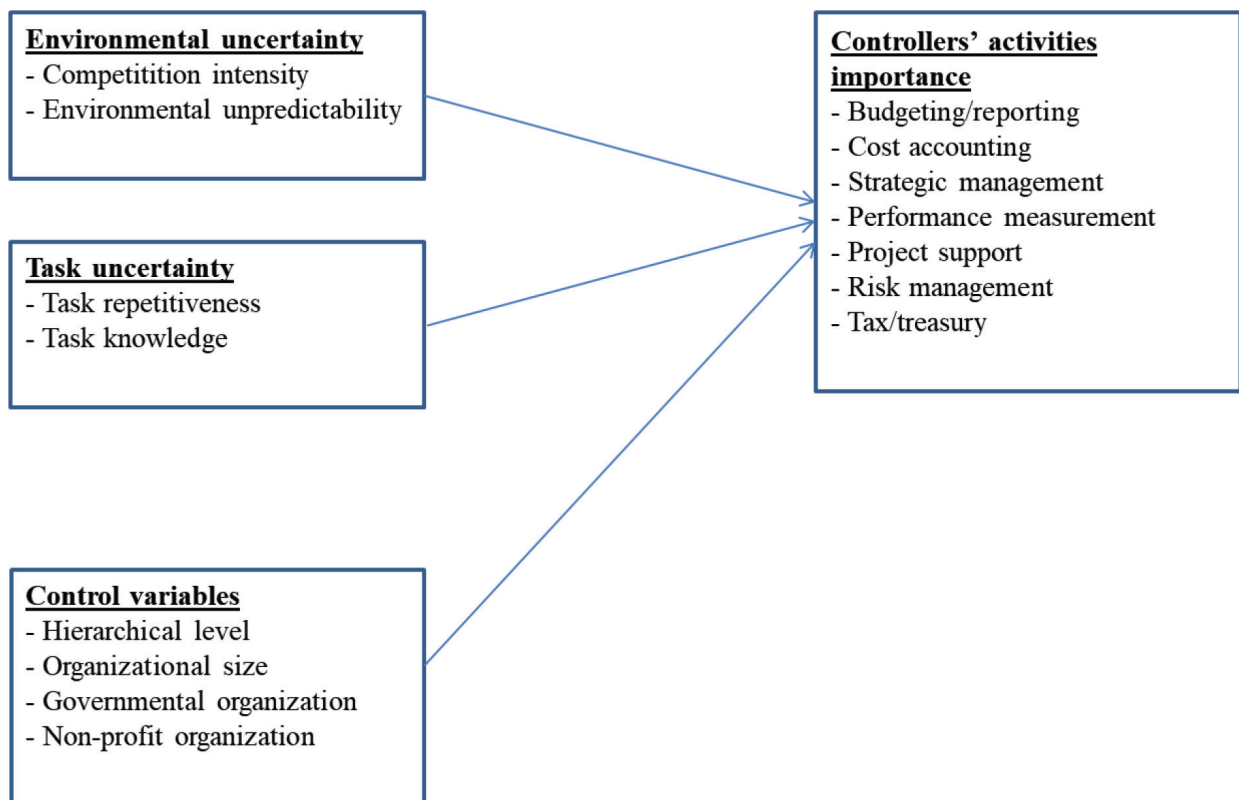 Environmental uncertainty
- Competitition intensity
- Environmental unpredictability
Task uncertainty
- Task repetitiveness
- Task knowledge
Control variables
- Hierarchical level
- Organizational size
- Governmental organization
- Non-profit organization
Controllers’ activities
importance
- Budgeting/reporting
- Cost accounting
- Strategic management
- Performance measurement
- Project support
- Risk management
- Tax/treasury